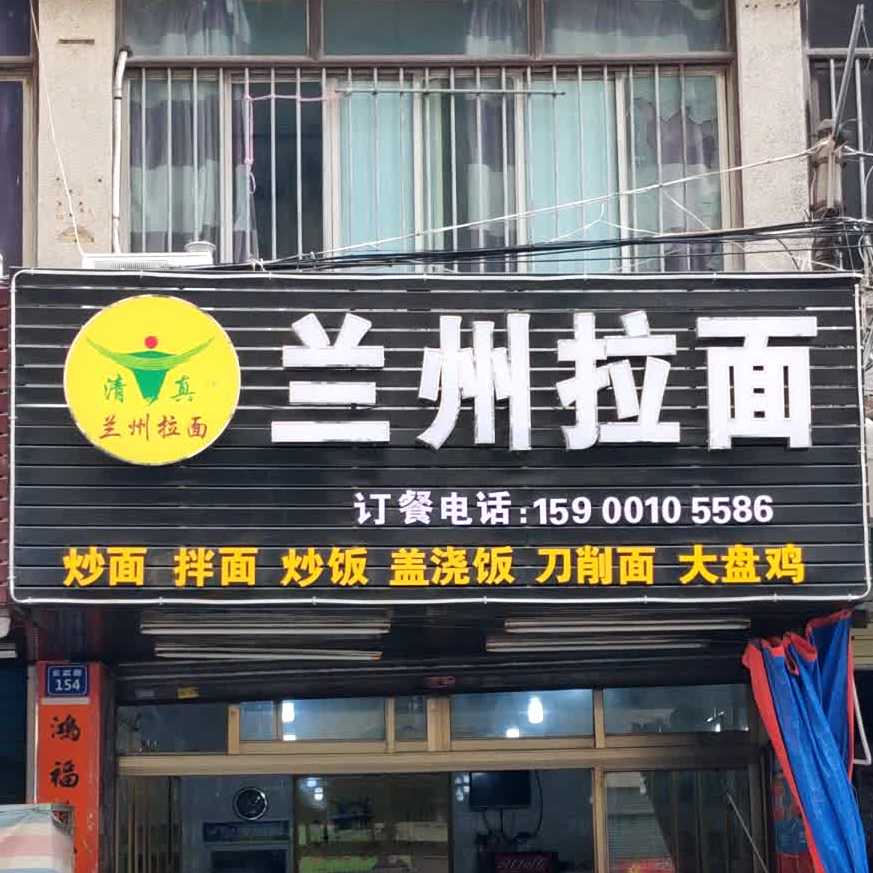 兰州拉面
清真
兰州拉面
订餐电话:159 0010 5586
炒面 拌面 炒饭 盖浇饭 刀削面 大盘鸡
154
鸿福